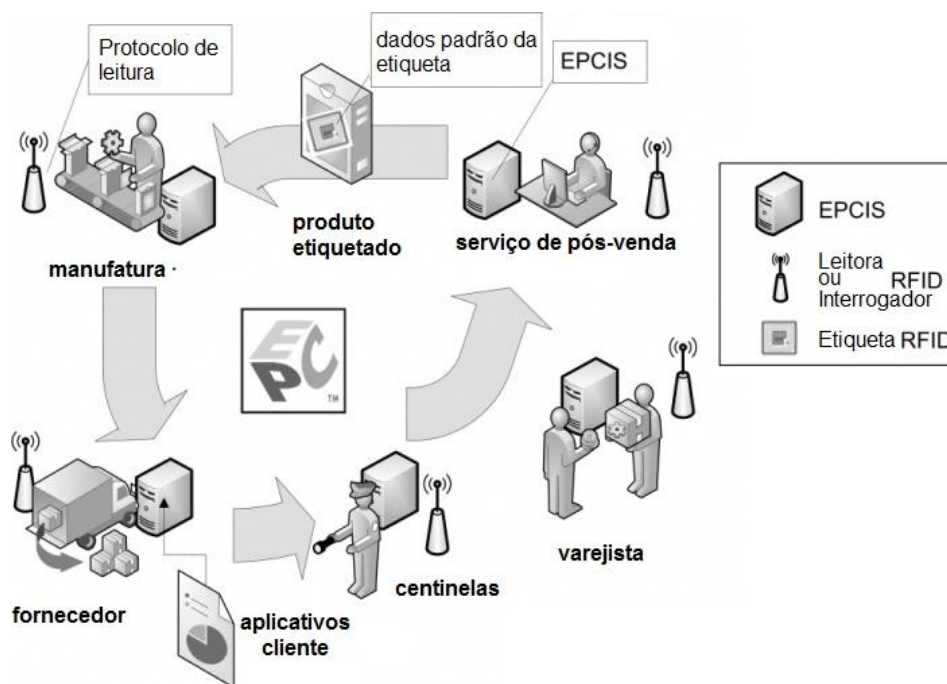 Protocolo de
leitura
dados padrão da
etiqueta
EPCIS
produto
etiquetado
serviço de pós-venda
manufatura .
EPCIS
Leitora
ou RFID
Interrogador
Etiqueta RFID
EPC
TM
varejista
centinelas
fornecedor
aplicativos
cliente